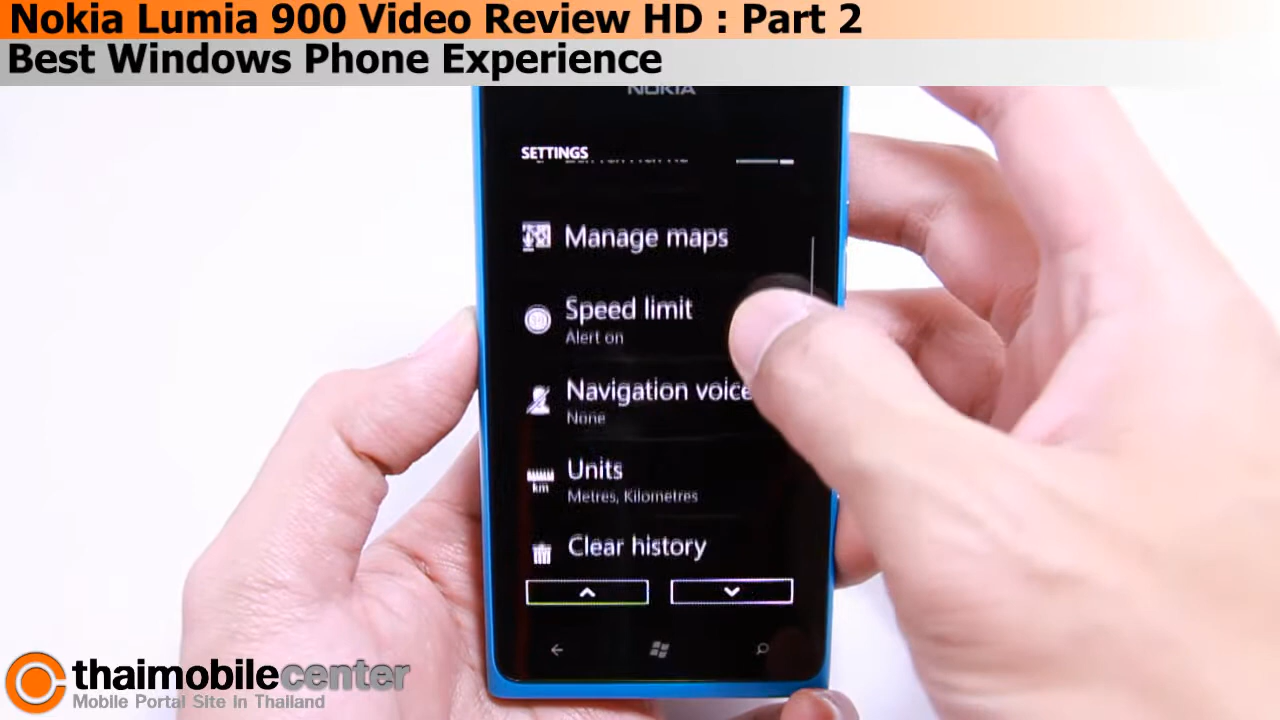 Nokia Lumia 900 Video Review HD : Part 2
Best Windows Phone Experience
NOKIA
SETTINGS
Manage maps
Speed limit
Alert on
Navigation voice
None
Units
km
Metres, Kilometres
Clear history
thaimobilecenter
Mobile Portal Site in Thailand